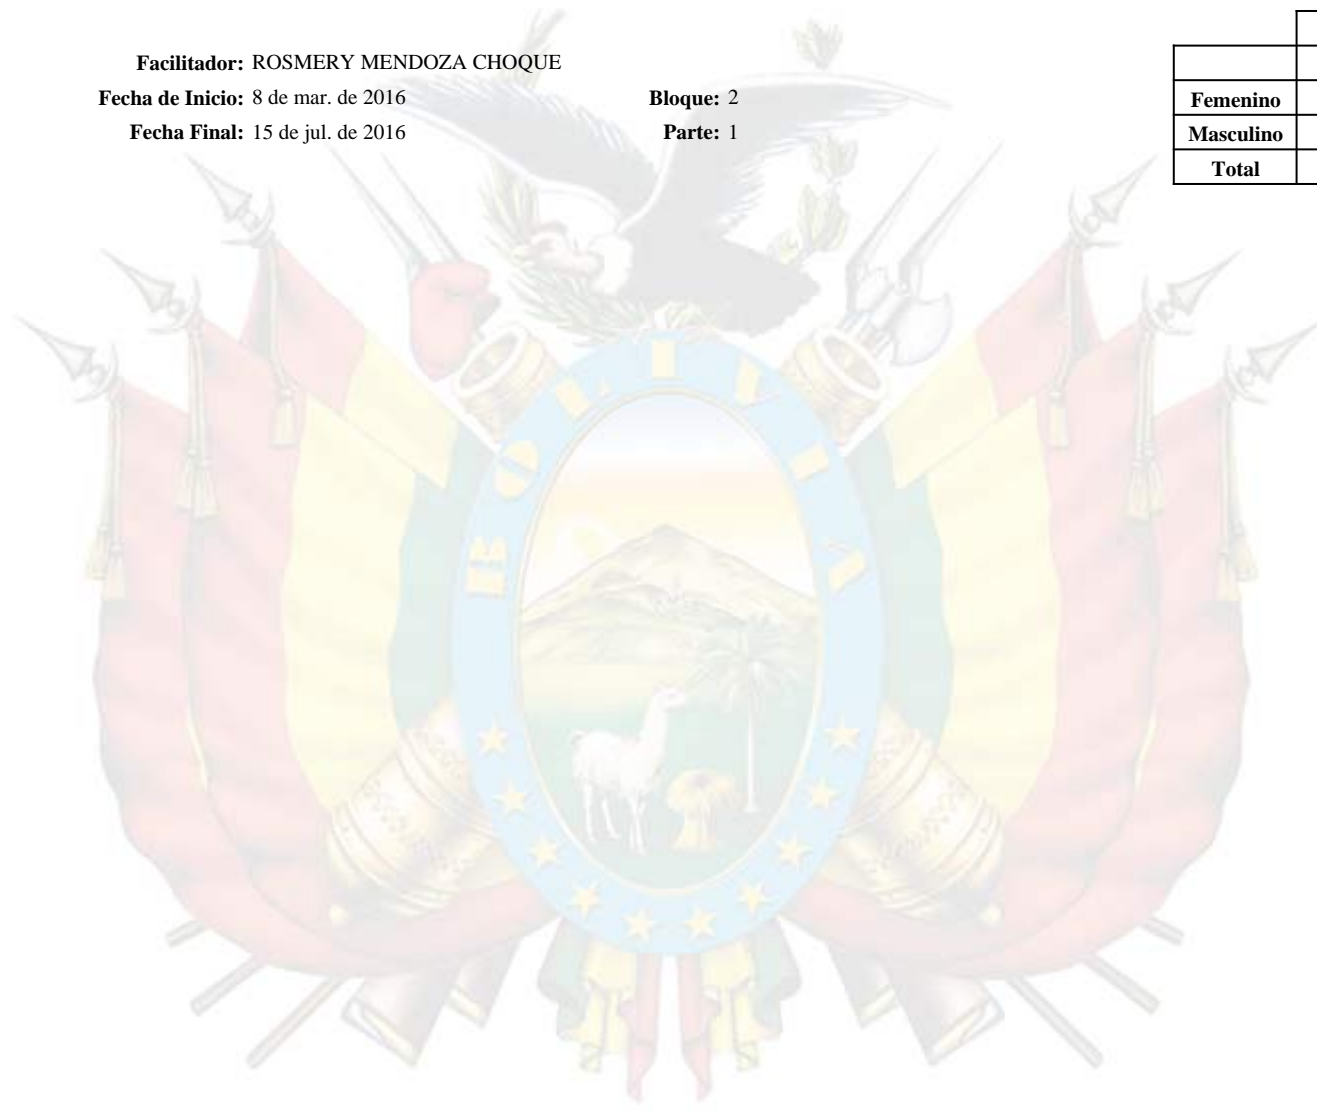 Facilitador: ROSMERY MENDOZA CHOQUE
Fecha de Inicio: 8 de mar. de 2016 Bloque: 2
Fecha Final: 15 de jul. de 2016 Parte: 1
Femenino
Masculino
Total
BOLIVIA